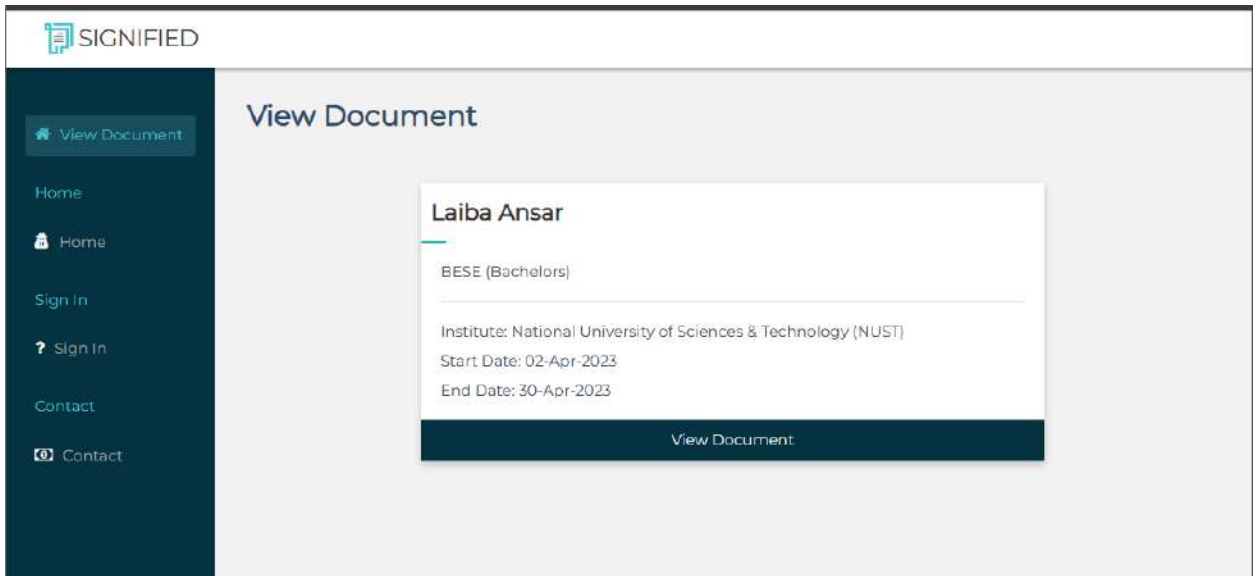 SIGNIFIED
View Document
Home
Home
Sign In
? Sign In
Contact
Contact
View Document
Laiba Ansar
BESE (Bachelors)
Institute: National University of Sciences & Technology (NUST)
Start Date: 02-Apr-2023
End Date: 30-Apr-2023
View Document